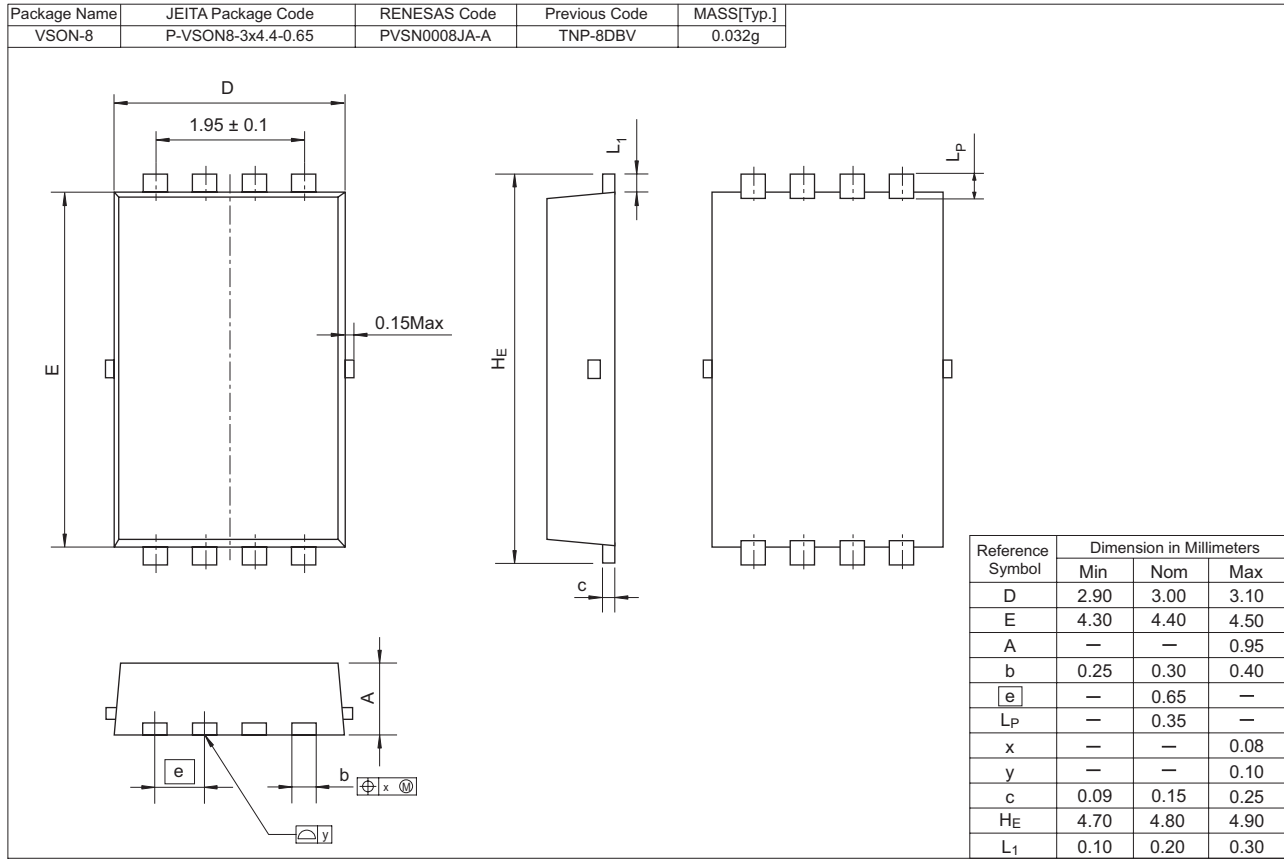 Package Name JEITA Package Code RENESAS Code Previous Code MASS[Typ.]
VSON-8 P-VSON8-3x4.4-0.65 PVSN0008JA-A TNP-8DBV 0.032g
D
1.95 ± 0.1
L1
LP
0.15Max
E
HE
c
A
e
b
x Ⓜ
y
Reference Symbol Dimension in Millimeters
Min Nom Max
D 2.90 3.00 3.10
E 4.30 4.40 4.50
A — — 0.95
b 0.25 0.30 0.40
e — 0.65 —
LP — 0.35 —
x — — 0.08
y — — 0.10
c 0.09 0.15 0.25
HE 4.70 4.80 4.90
L1 0.10 0.20 0.30